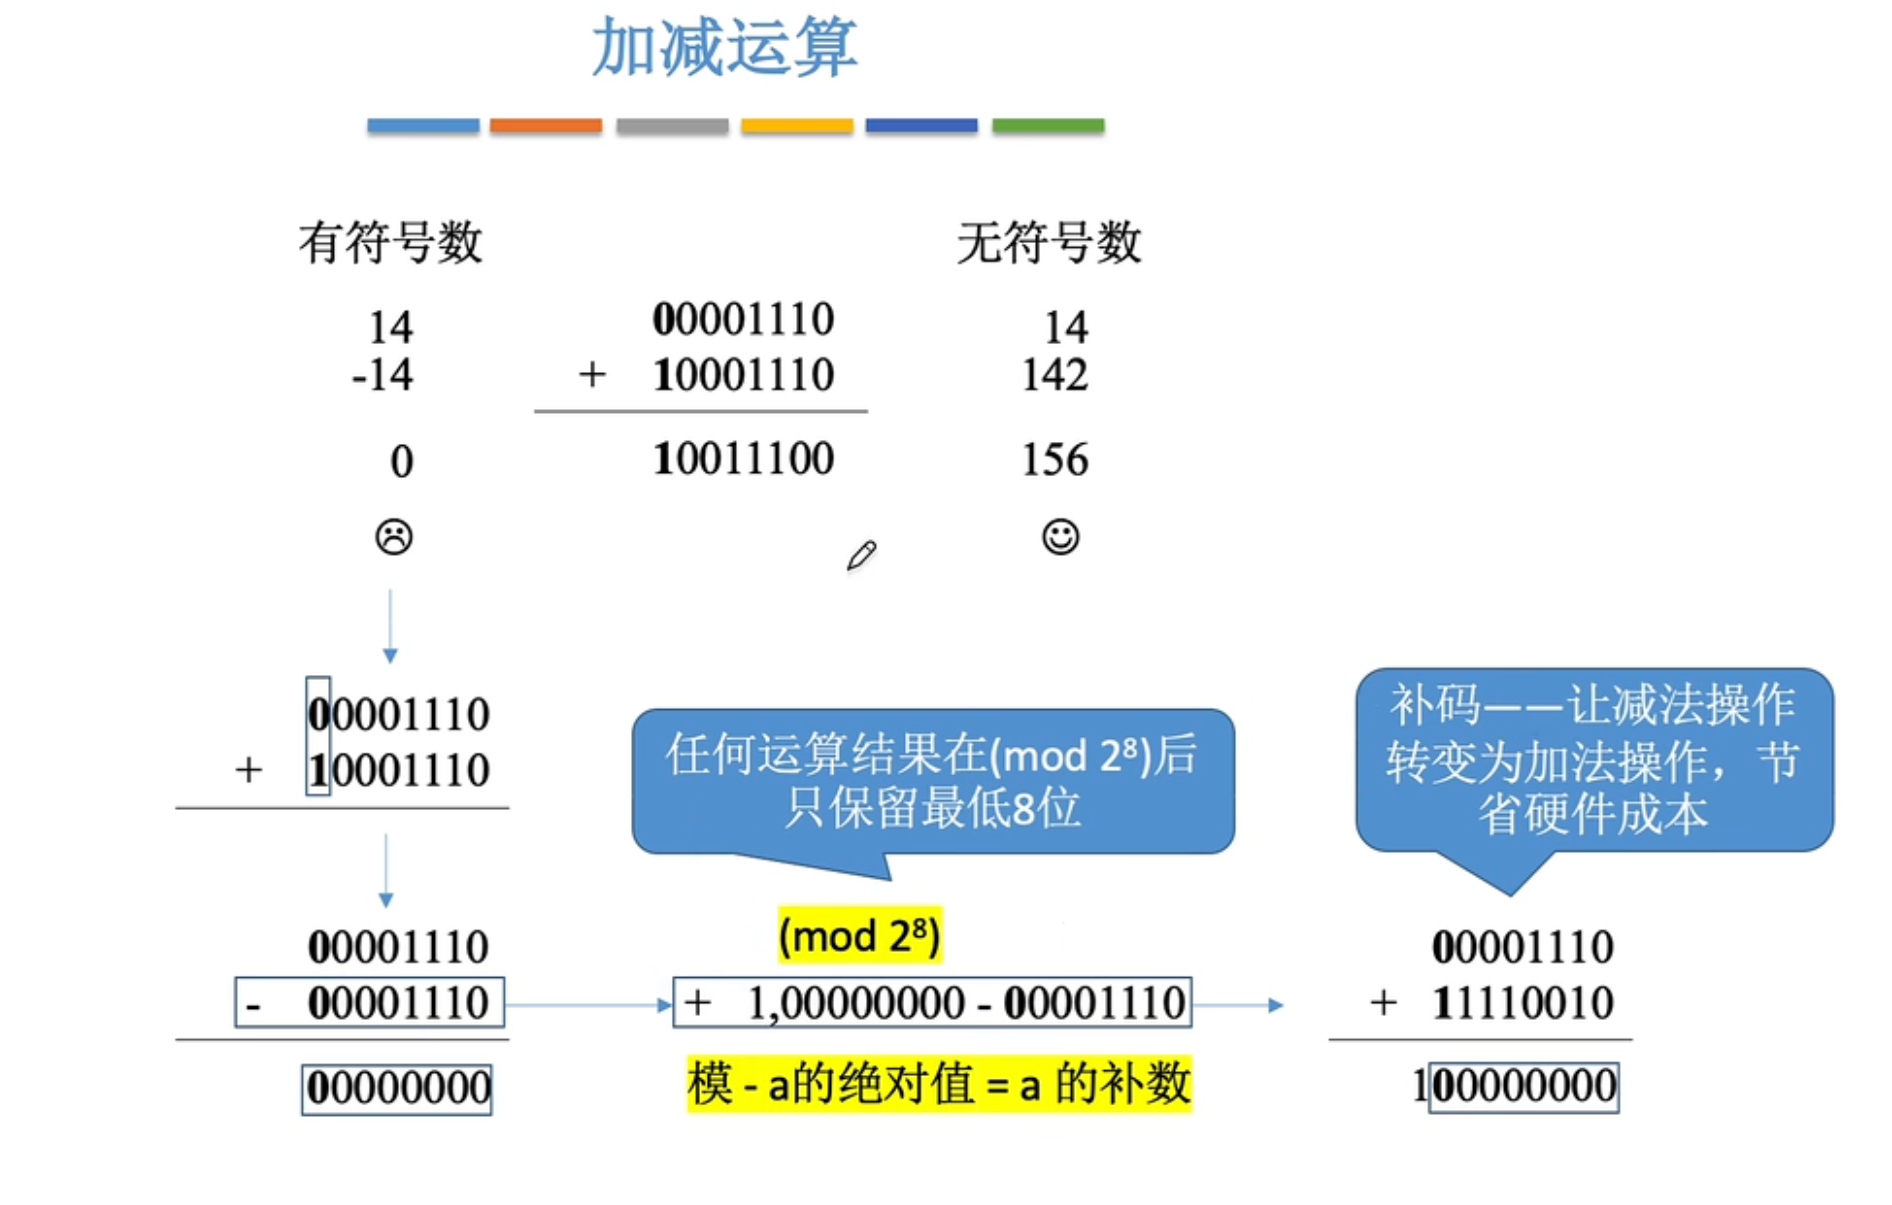 加减运算
有符号数
无符号数
14
00001110
14
-14
+ 10001110
142
0
10011100
156
00001110
+ 10001110
任何运算结果在(mod 2⁸)后
只保留最低8位
补码——让减法操作
转变为加法操作，节
省硬件成本
00001110
(mod 2⁸)
00001110
- 00001110
+ 1,00000000 - 00001110
+ 11110010
00000000
模 - a的绝对值 = a 的补数
100000000